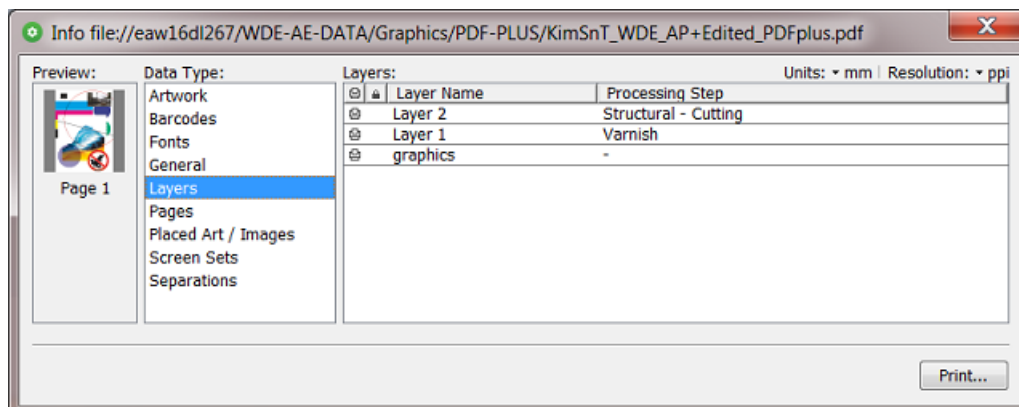 Info file://eaw16dl267/WDE-AE-DATA/Graphics/PDF-PLUS/KimSnT_WDE_AP+Edited_PDFplus.pdf
Preview:
Page 1
Data Type:
Artwork
Barcodes
Fonts
General
Layers
Pages
Placed Art / Images
Screen Sets
Separations
Layers: Units: mm | Resolution: ppi
Layer Name Processing Step
Layer 2 Structural - Cutting
Layer 1 Varnish
graphics -
Print...